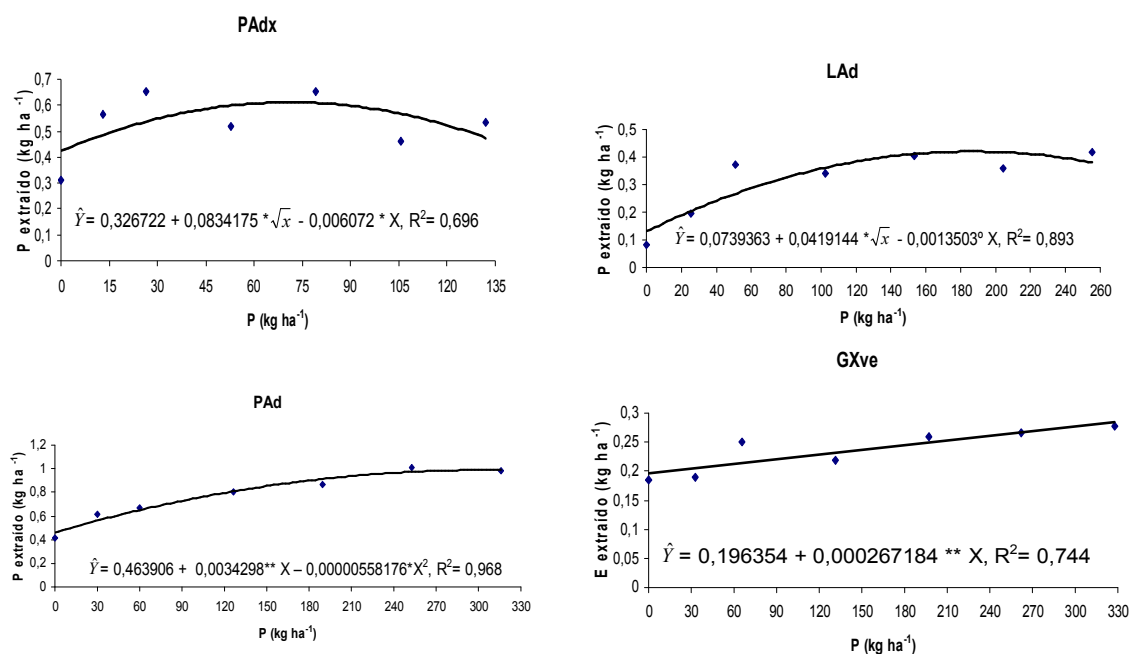 PAdx
P extraído (kg ha⁻¹)
0,7
0,6
0,5
0,4
0,3
0,2
0,1
0
Ŷ = 0,326722 + 0,0834175 *√x - 0,006072 * X, R²= 0,696
0 15 30 45 60 75 90 105 120 135
P (kg ha⁻¹)
LAd
P extraído (kg ha⁻¹)
0,5
0,4
0,3
0,2
0,1
0
Ŷ = 0,0739363 + 0,0419144 *√x - 0,0013503º X, R²= 0,893
0 20 40 60 80 100 120 140 160 180 200 220 240 260
P (kg ha⁻¹)
PAd
P extraído (kg ha⁻¹)
1,2
1
0,8
0,6
0,4
0,2
0
Ŷ = 0,463906 + 0,0034298** X – 0,00000558176*X², R²= 0,968
0 30 60 90 120 150 180 210 240 270 300 330
P (kg ha⁻¹)
GXve
E extraído (kg ha⁻¹)
0,3
0,25
0,2
0,15
0,1
0,05
0
Ŷ = 0,196354 + 0,000267184 ** X, R²= 0,744
0 30 60 90 120 150 180 210 240 270 300 330
P (kg ha⁻¹)